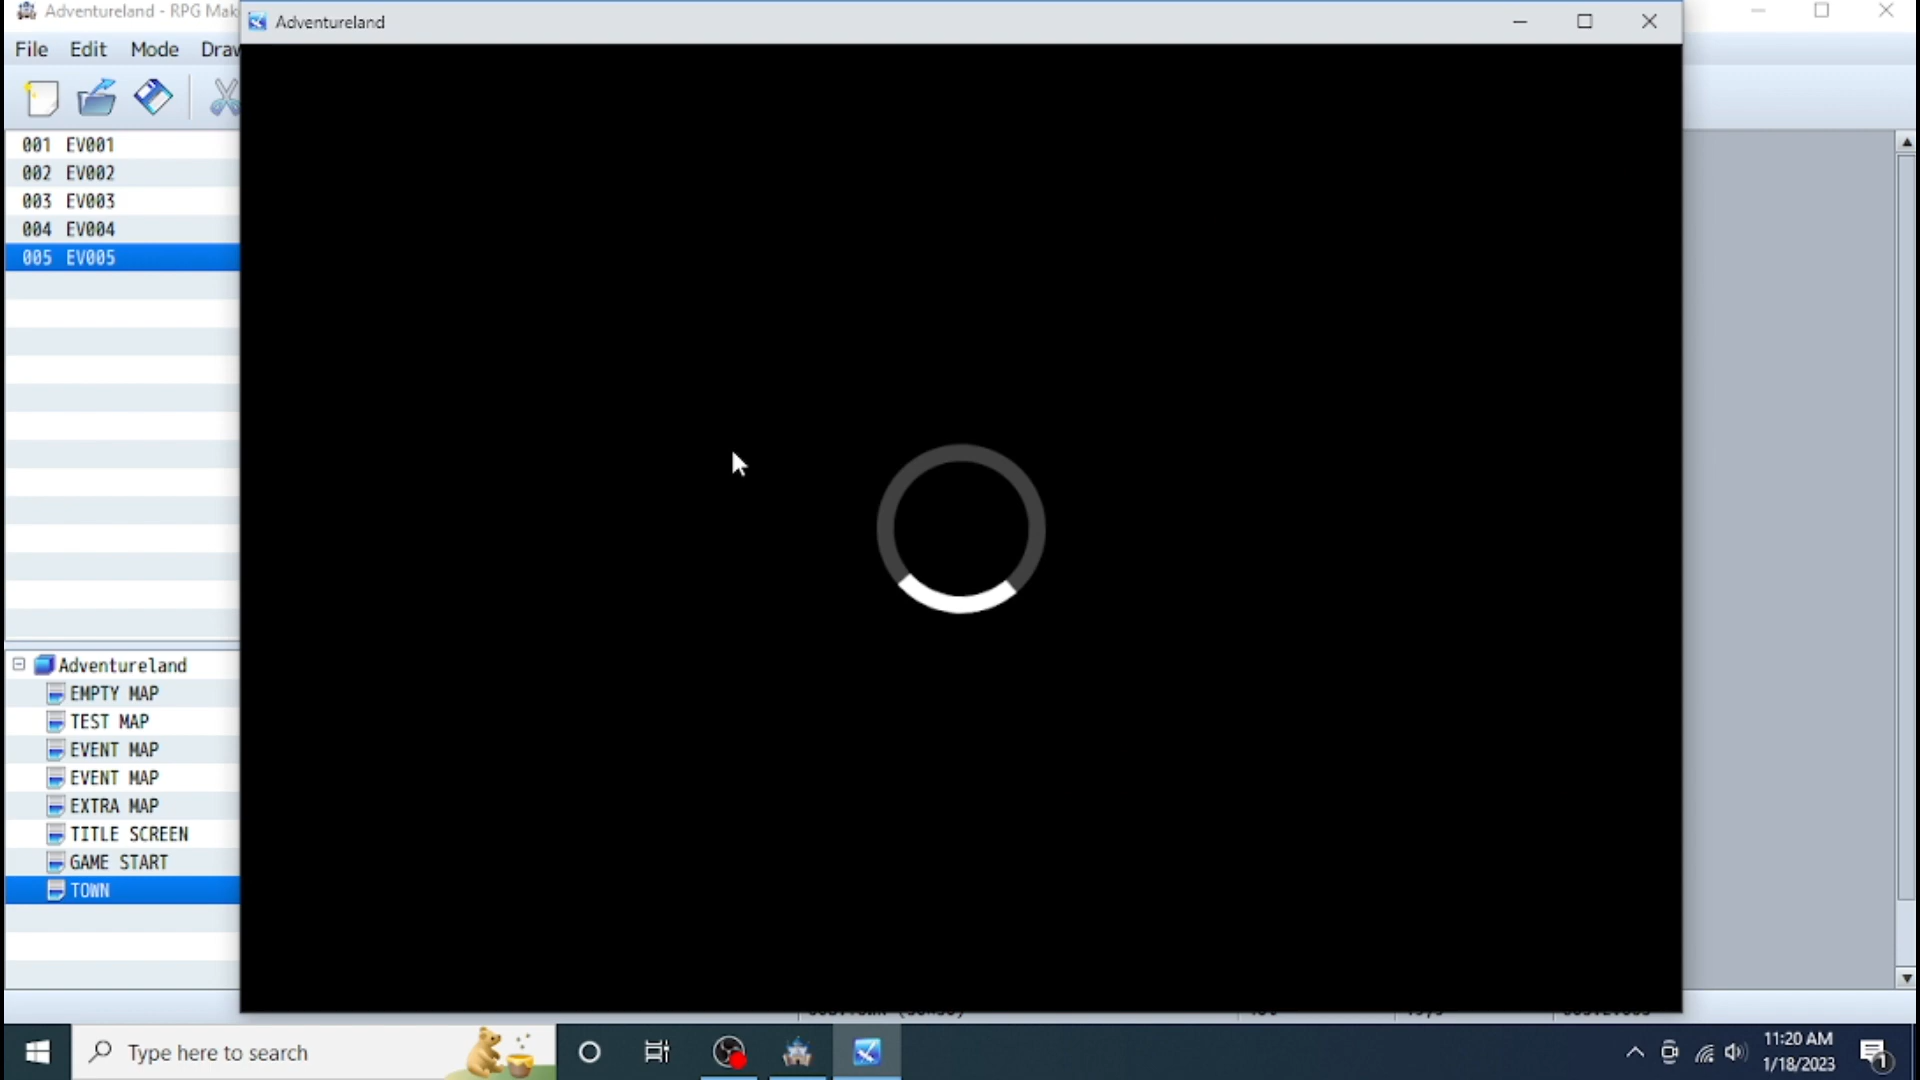 Adventureland - RPG Mak
Adventureland
File Edit Mode Draw
001 EV001
002 EV002
003 EV003
004 EV004
005 EV005
Adventureland
EMPTY MAP
TEST MAP
EVENT MAP
EVENT MAP
EXTRA MAP
TITLE SCREEN
GAME START
TOWN
Type here to search
11:20 AM
1/18/2023
1